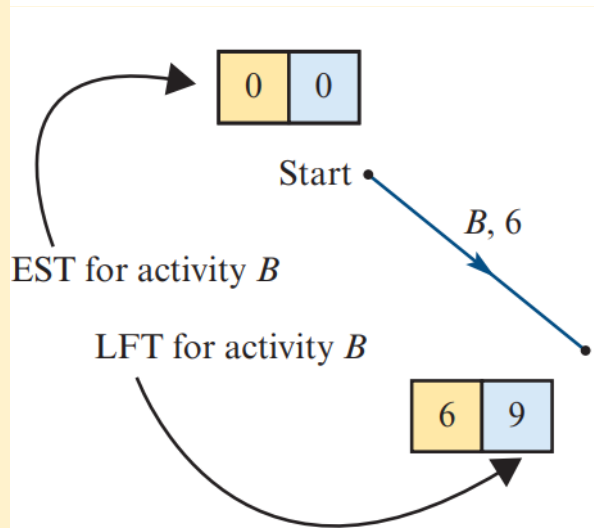 0 0
Start
B, 6
EST for activity B
LFT for activity B
6 9